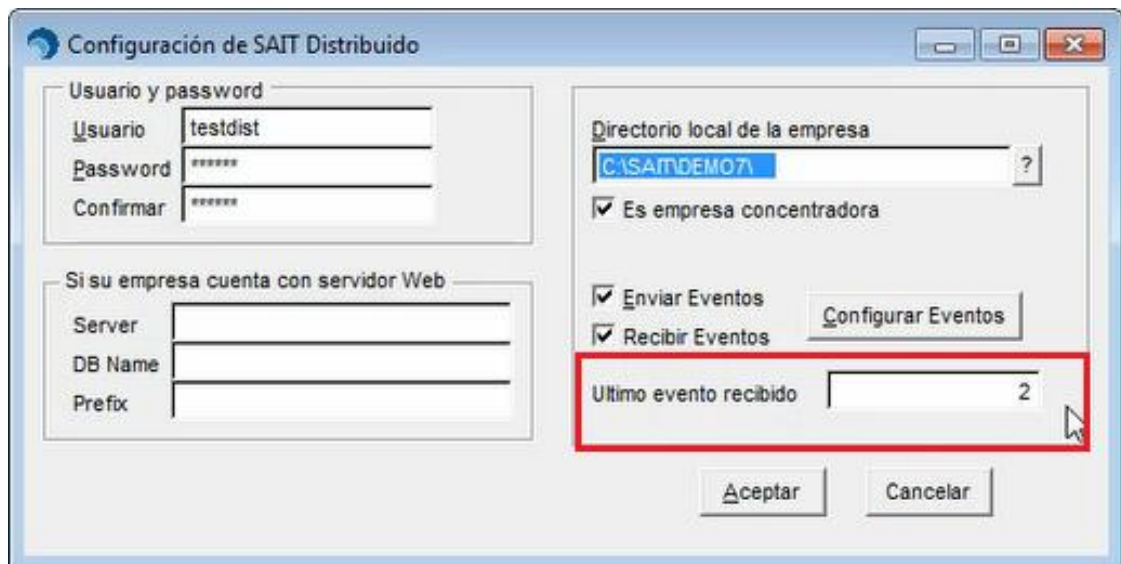 Configuración de SAIT Distribuido
Usuario y password
Usuario testdist
Password ******
Confirmar ******
Si su empresa cuenta con servidor Web
Server
DB Name
Prefix
Directorio local de la empresa
C:\SAIT\DEMO7\ ?
Es empresa concentradora
Enviar Eventos
Recibir Eventos
Configurar Eventos
Ultimo evento recibido 2
Aceptar Cancelar